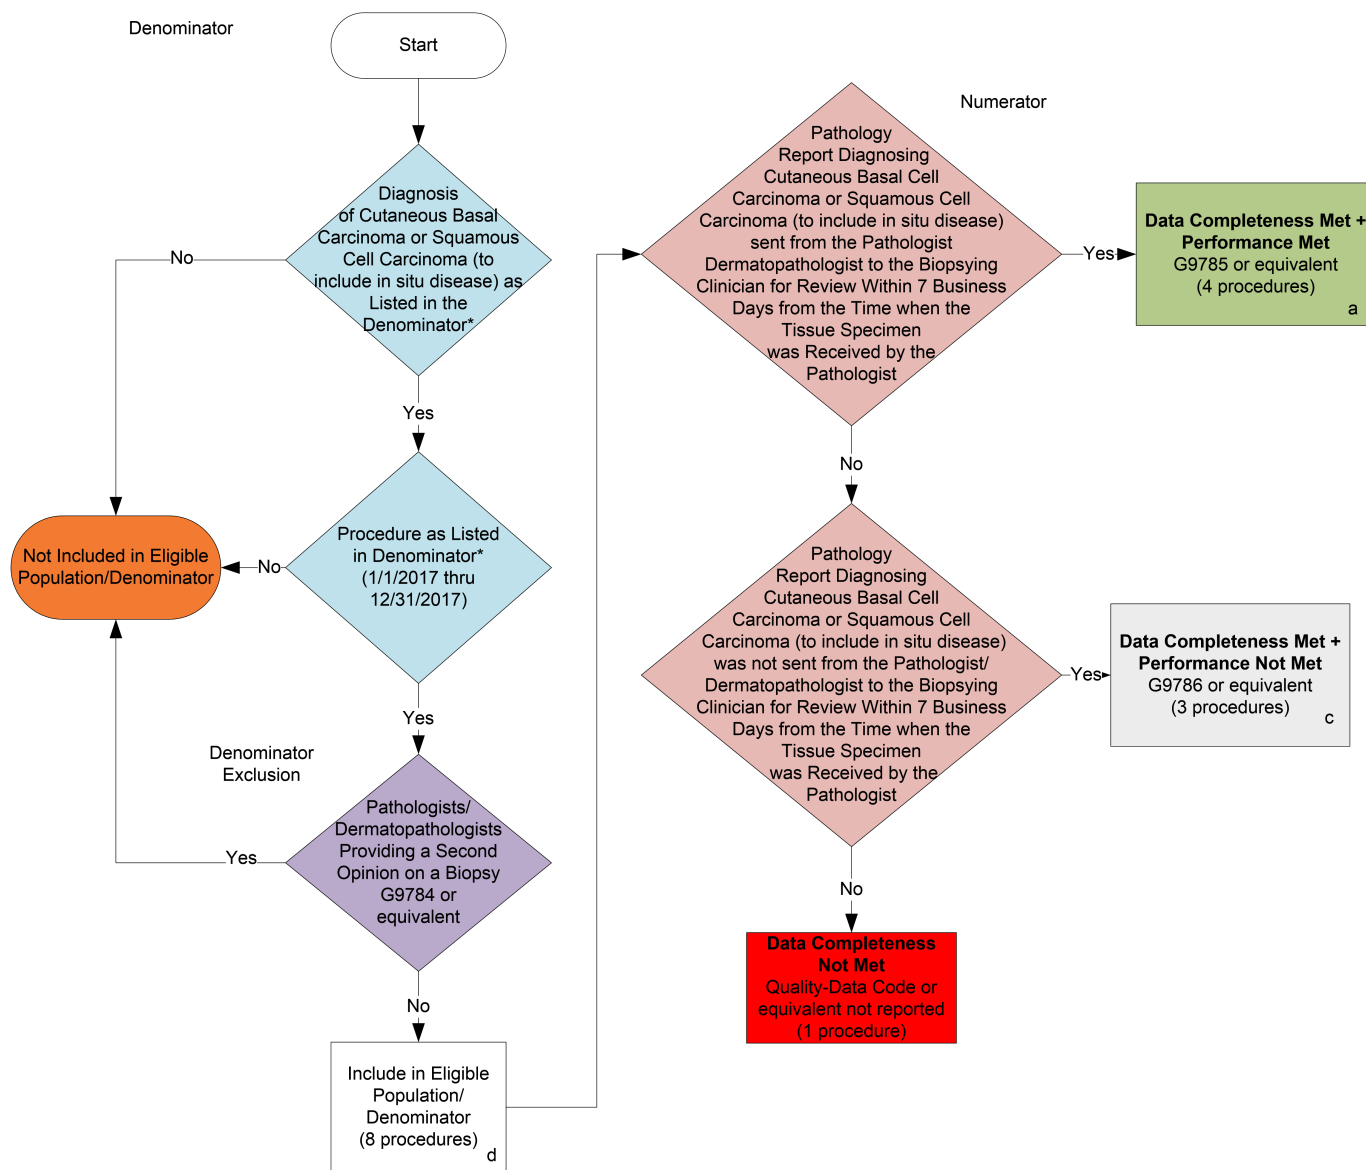 Denominator
Start
Diagnosis
of Cutaneous Basal
Carcinoma or Squamous
Cell Carcinoma (to
include in situ disease) as
Listed in the
Denominator*
No
Yes
Procedure as Listed
in Denominator*
(1/1/2017 thru
12/31/2017)
No
Not Included in Eligible
Population/Denominator
Yes
Denominator
Exclusion
Pathologists/
Dermatopathologists
Providing a Second
Opinion on a Biopsy
G9784 or
equivalent
Yes
No
Include in Eligible
Population/
Denominator
(8 procedures)
d
Numerator
Pathology
Report Diagnosing
Cutaneous Basal Cell
Carcinoma or Squamous Cell
Carcinoma (to include in situ disease)
sent from the Pathologist
Dermatopathologist to the Biopsying
Clinician for Review Within 7 Business
Days from the Time when the
Tissue Specimen
was Received by the
Pathologist
Yes
Data Completeness Met +
Performance Met
G9785 or equivalent
(4 procedures)
a
No
Pathology
Report Diagnosing
Cutaneous Basal Cell
Carcinoma or Squamous Cell
Carcinoma (to include in situ disease)
was not sent from the Pathologist/
Dermatopathologist to the Biopsying
Clinician for Review Within 7 Business
Days from the Time when the
Tissue Specimen
was Received by the
Pathologist
Yes
Data Completeness Met +
Performance Not Met
G9786 or equivalent
(3 procedures)
c
No
Data Completeness
Not Met
Quality-Data Code or
equivalent not reported
(1 procedure)